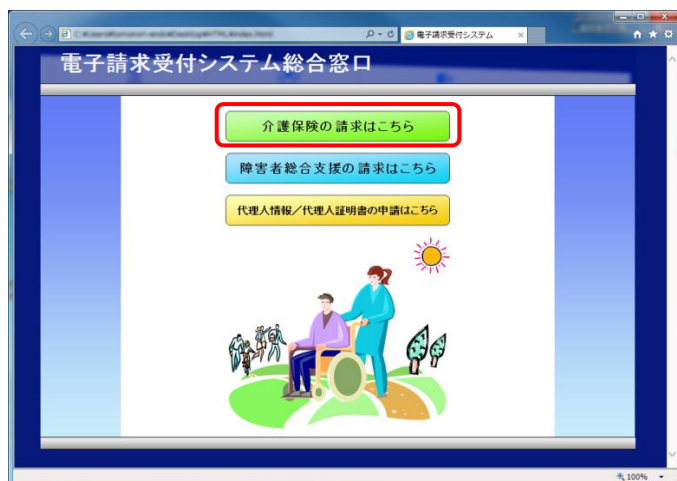 電子請求受付システム
電子請求受付システム総合窓口
介護保険の請求はこちら
障害者総合支援の請求はこちら
代理人情報／代理人証明書の申請はこちら
100%